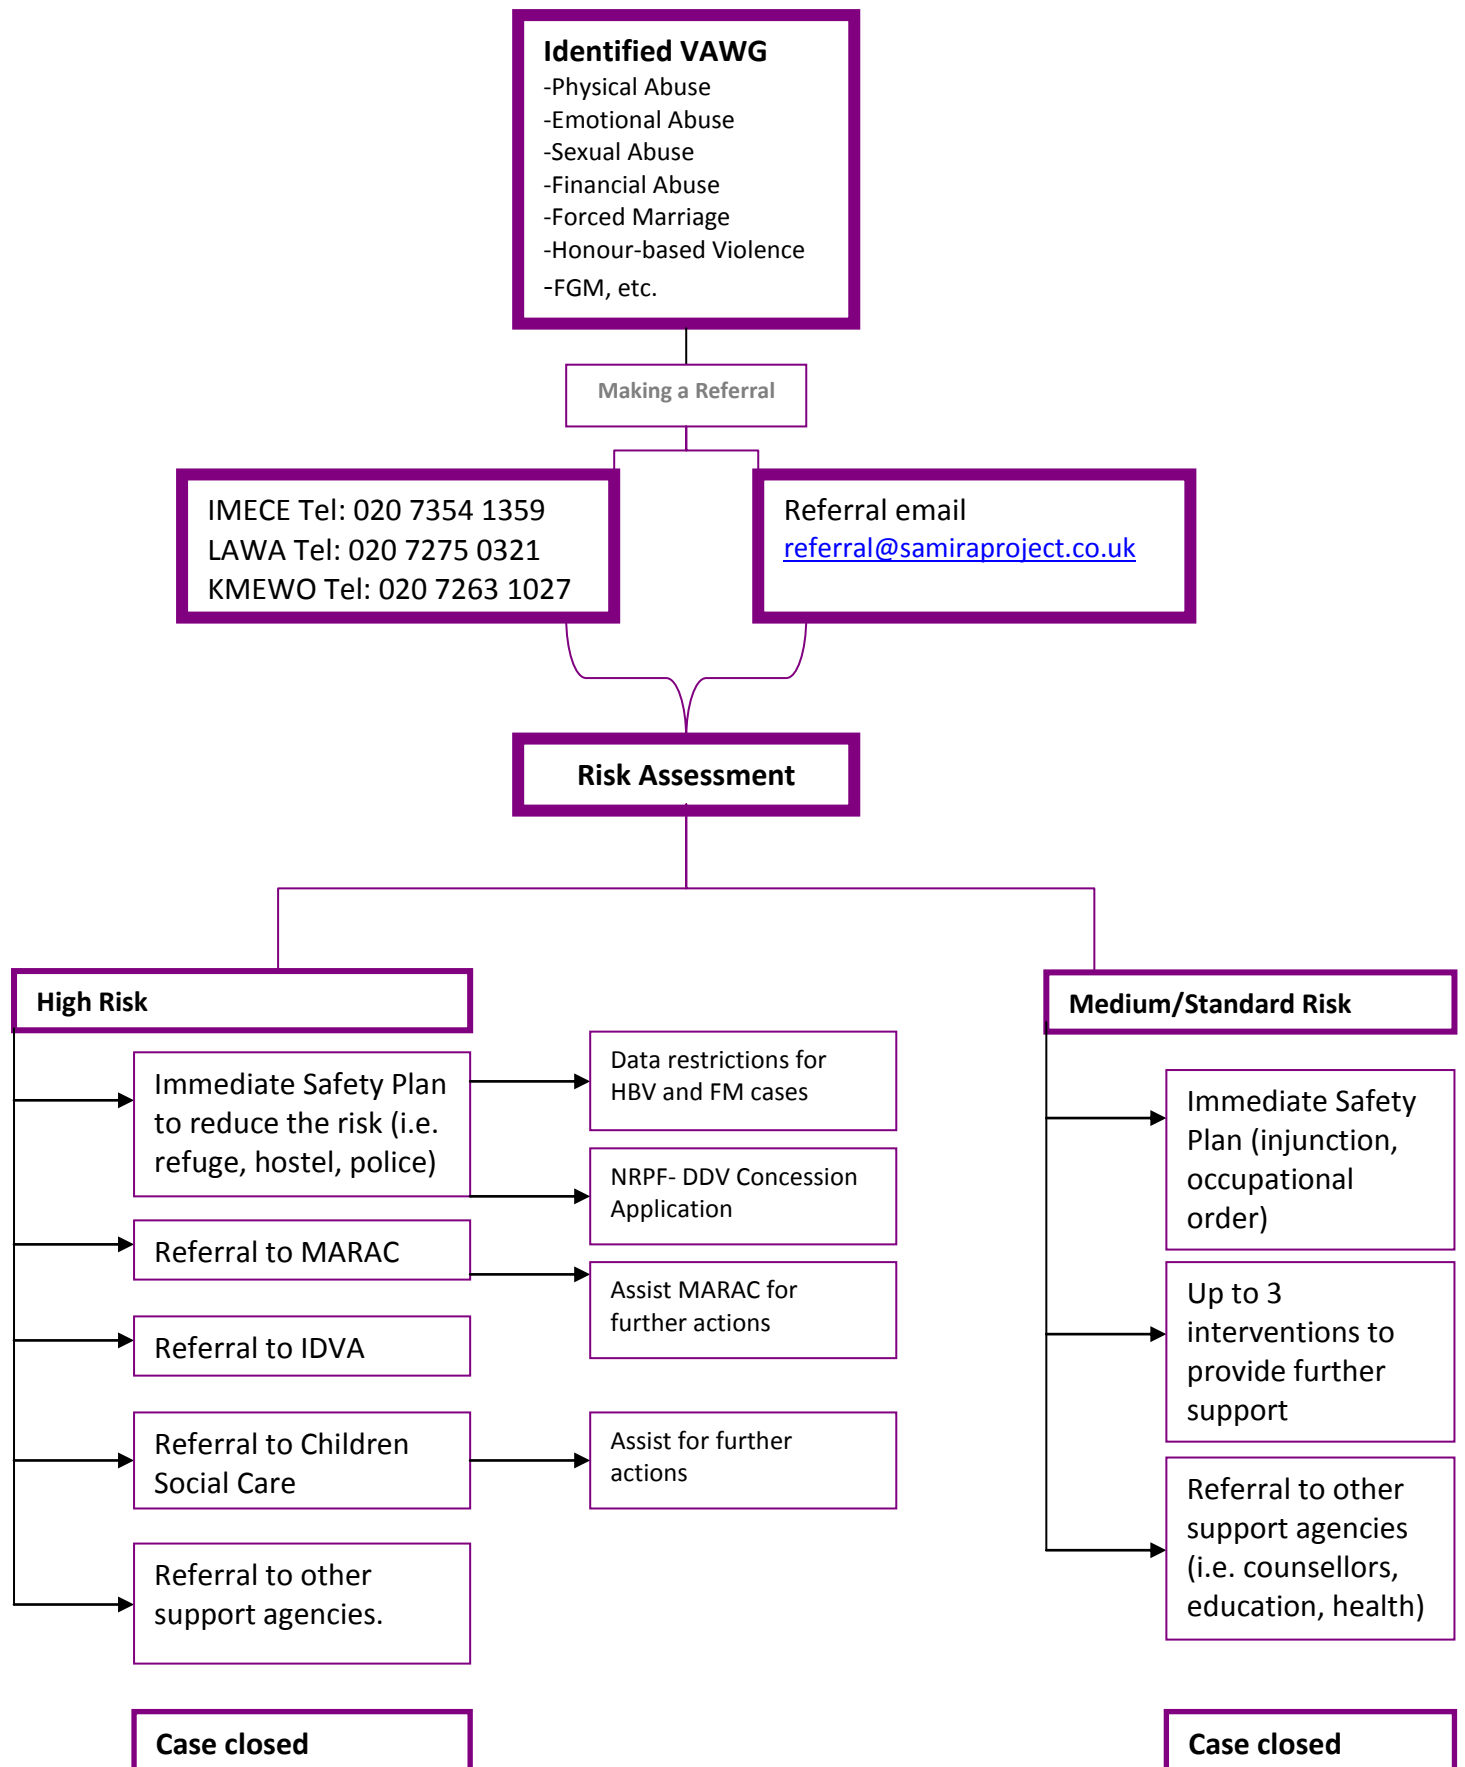 Identified VAWG
-Physical Abuse
-Emotional Abuse
-Sexual Abuse
-Financial Abuse
-Forced Marriage
-Honour-based Violence
-FGM, etc.
Making a Referral
IMECE Tel: 020 7354 1359
LAWA Tel: 020 7275 0321
KMEWO Tel: 020 7263 1027
Referral email
referral@samiraproject.co.uk
Risk Assessment
High Risk
Immediate Safety Plan
to reduce the risk (i.e.
refuge, hostel, police)
Data restrictions for
HBV and FM cases
NRPF- DDV Concession
Application
Referral to MARAC
Assist MARAC for
further actions
Referral to IDVA
Referral to Children
Social Care
Assist for further
actions
Referral to other
support agencies.
Case closed
Medium/Standard Risk
Immediate Safety
Plan (injunction,
occupational
order)
Up to 3
interventions to
provide further
support
Referral to other
support agencies
(i.e. counsellors,
education, health)
Case closed